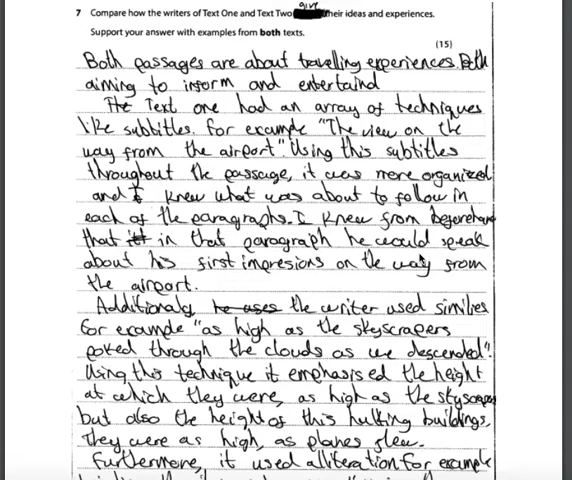 give
7 Compare how the writers of Text One and Text Two their ideas and experiences.
Support your answer with examples from both texts.
(15)
Both passages are about travelling experiences. Both
aiming to inform and entertaind
The Text one had an array of techniques
like subtitles. For example "The view on the
way from the airport". Using this subtitles
throughout the passage, it was more organized
and I knew what was about to follow in
each of the paragraphs. I knew from beforehand
that in that paragraph he would speak
about his first impresions on the way from
the airport.
Additionaly he uses the writer used similies
for example "as high as the skyscrapers
poked through the clouds as we descended".
Using this technique it emphasised the height
at which they were, as high as the skyscrapers
but also the height of this hulking buildings.
They were as high, as planes flew.
Furthermore, it used alliteration for example